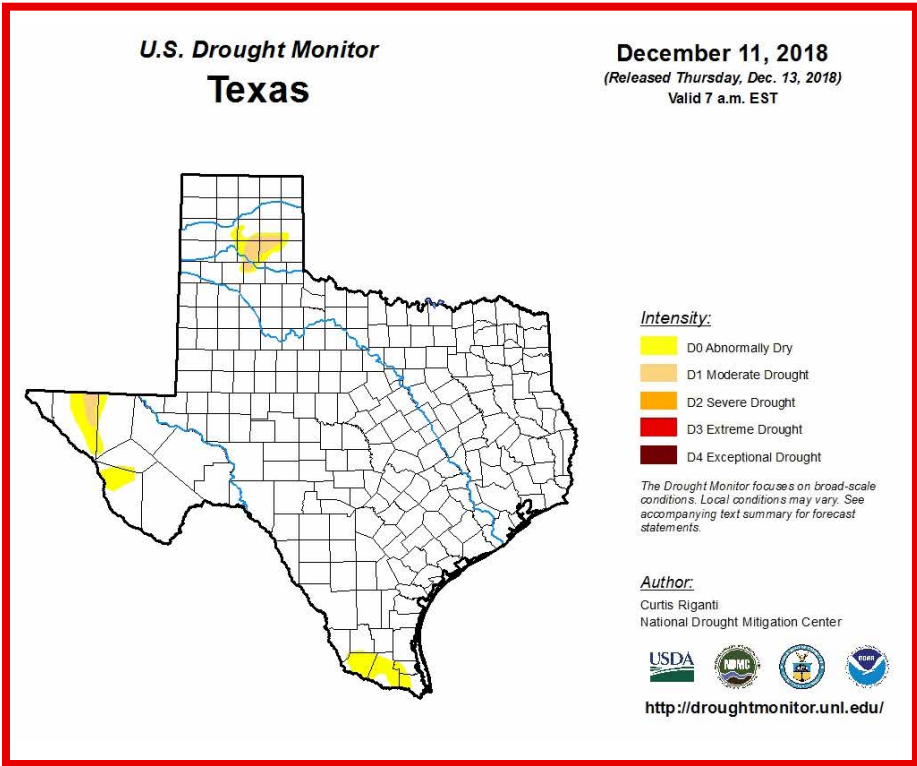 U.S. Drought Monitor
Texas
December 11, 2018
(Released Thursday, Dec. 13, 2018)
Valid 7 a.m. EST
Intensity:
D0 Abnormally Dry
D1 Moderate Drought
D2 Severe Drought
D3 Extreme Drought
D4 Exceptional Drought
The Drought Monitor focuses on broad-scale
conditions. Local conditions may vary. See
accompanying text summary for forecast
statements.
Author:
Curtis Riganti
National Drought Mitigation Center
USDA
NDMC
NOAA
http://droughtmonitor.unl.edu/